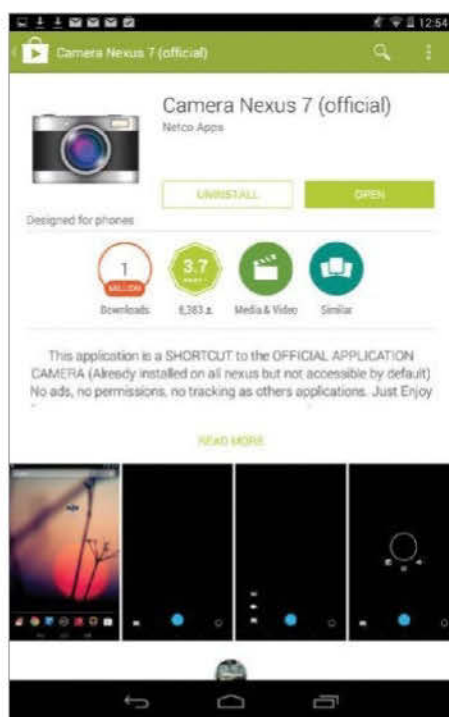 12:54
Camera Nexus 7 (official)
Camera Nexus 7 (official)
Netco Apps
UNINSTALL
OPEN
Designed for phones
1
MILLION
3.7
Downloads
Media & Video
Similar
This application is a SHORTCUT to the OFFICIAL APPLICATION
CAMERA (Already installed on all nexus but not accessible by default)
No ads, no permissions, no tracking as others applications. Just Enjoy
READ MORE